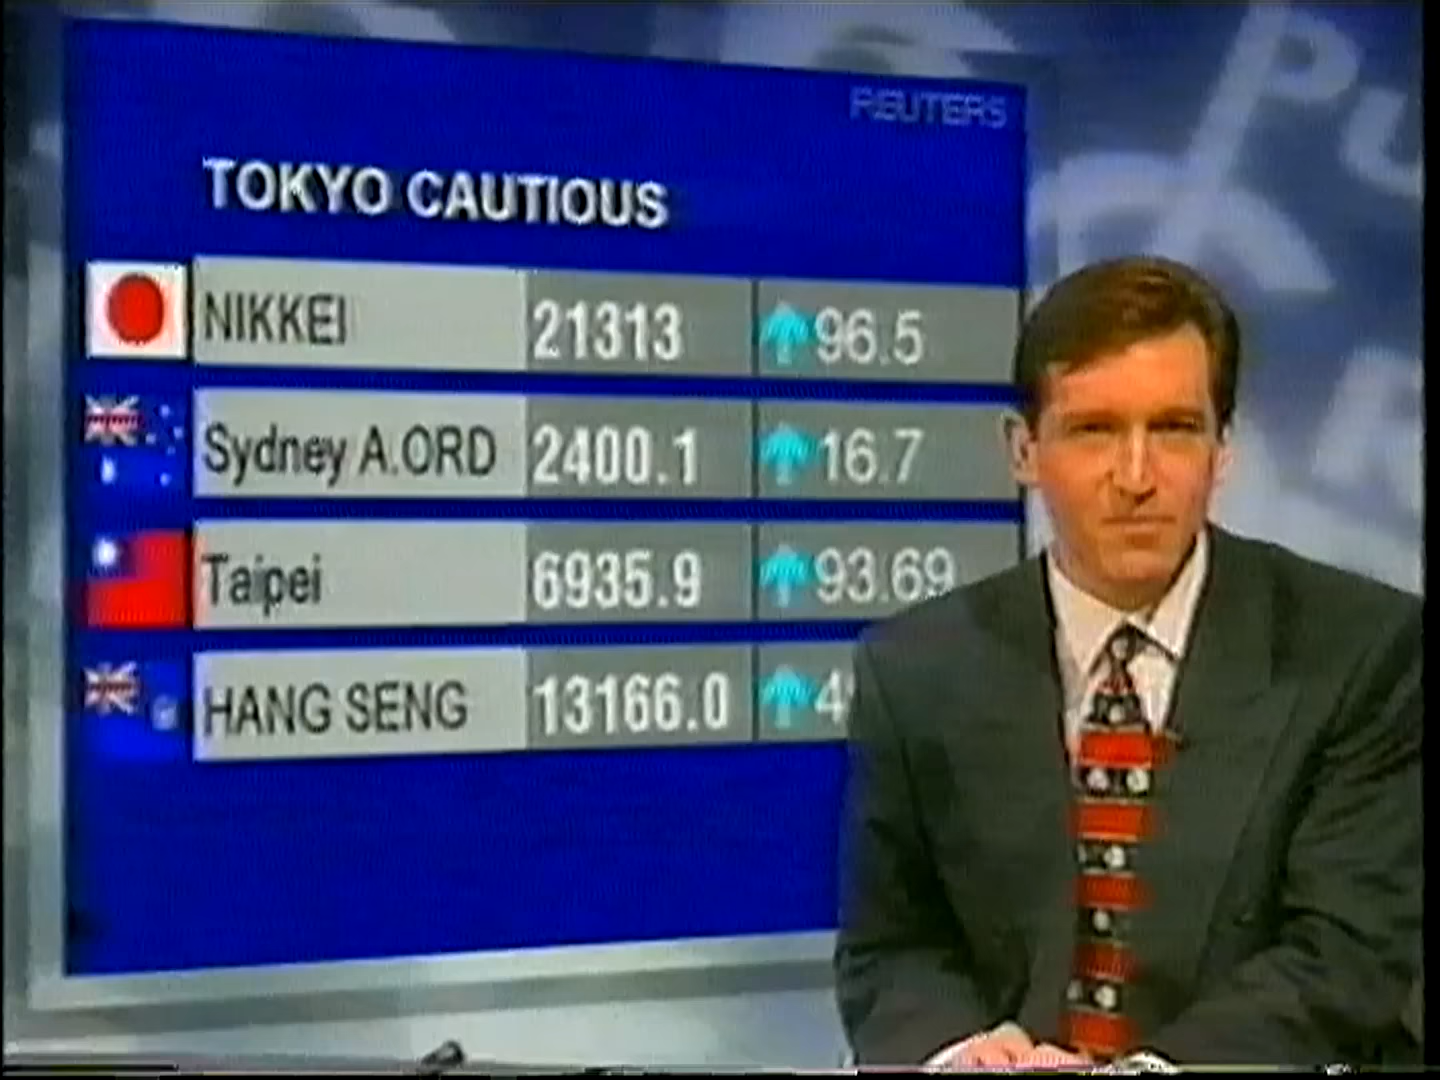 REUTERS
TOKYO CAUTIOUS
NIKKEI 21313 96.5
Sydney A.ORD 2400.1 16.7
Taipei 6935.9 93.69
HANG SENG 13166.0 4